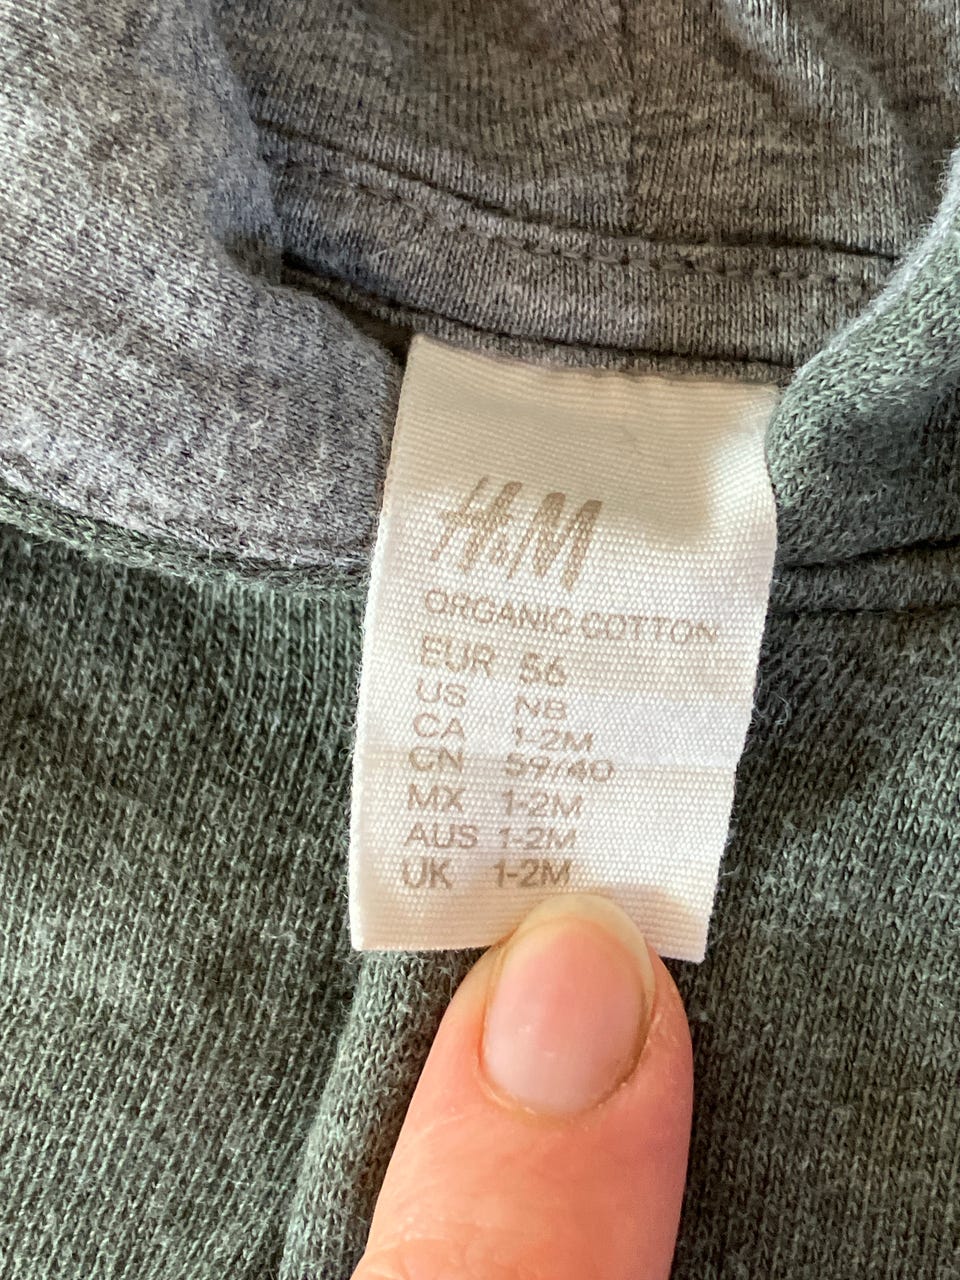 H&M
ORGANIC COTTON
EUR 56
US NB
CA 1-2M
CN 59/40
MX 1-2M
AUS 1-2M
UK 1-2M